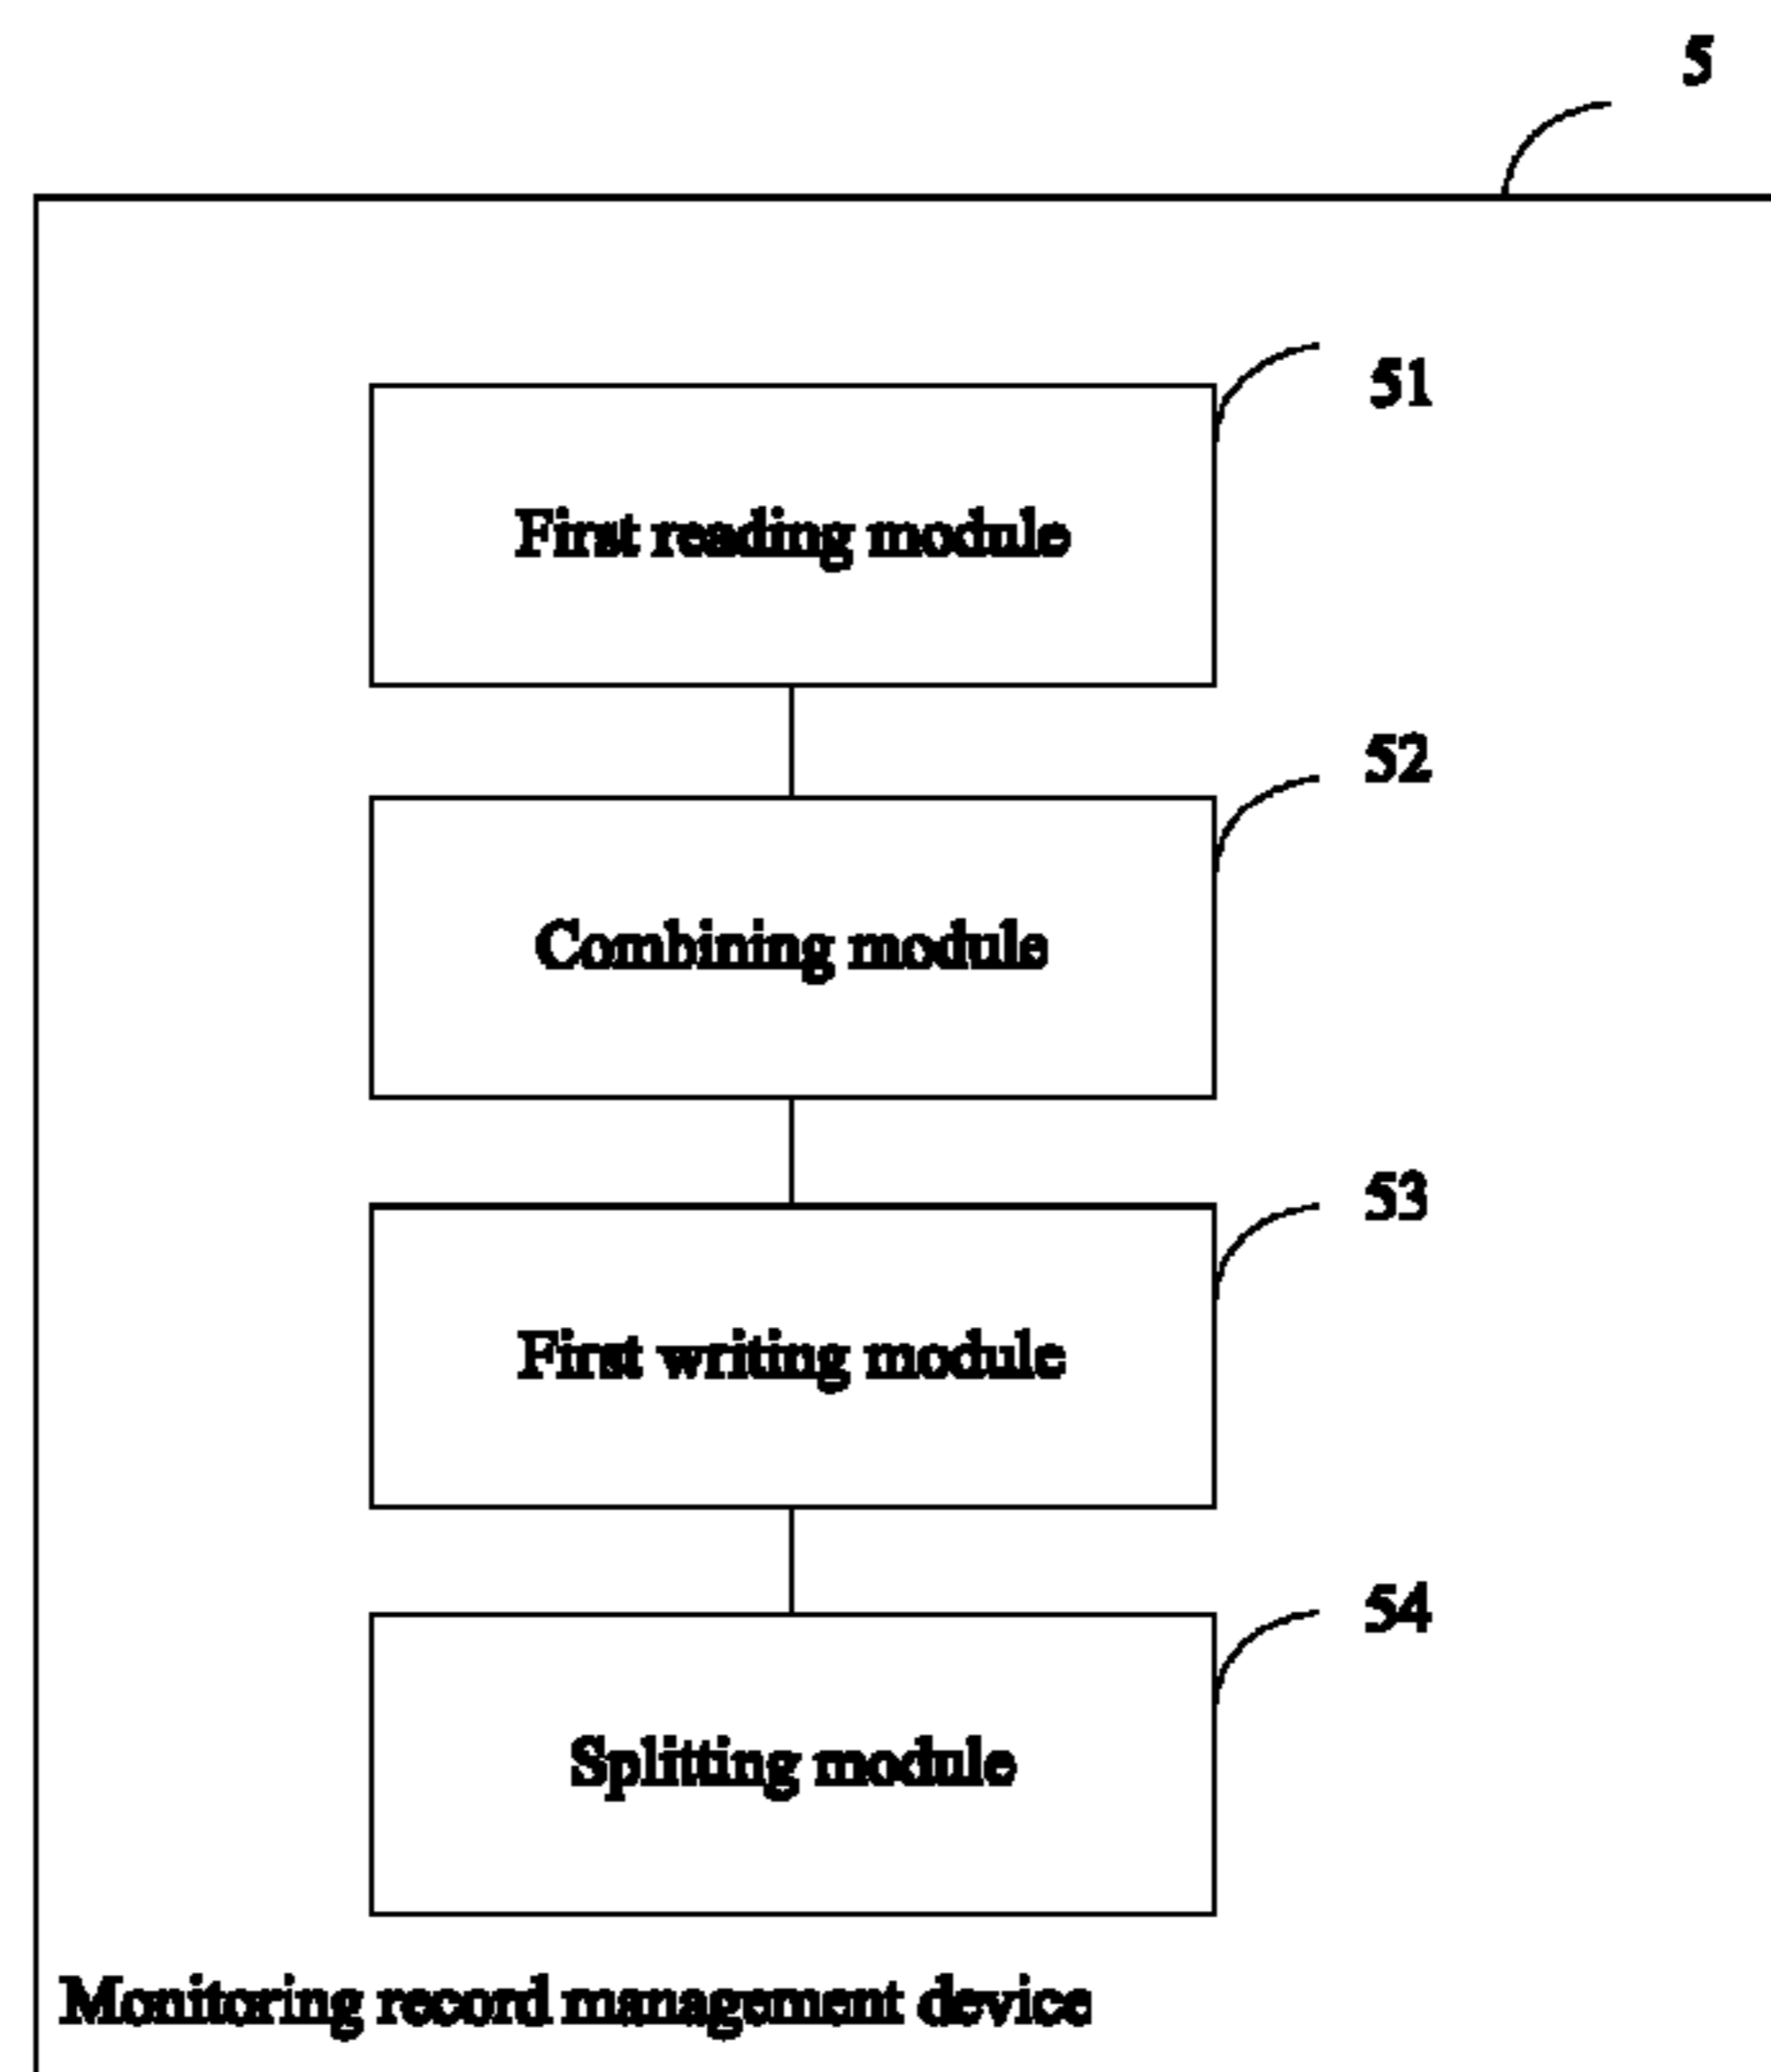 5
51
First reading module
52
Combining module
53
First writing module
54
Splitting module
Monitoring record management device